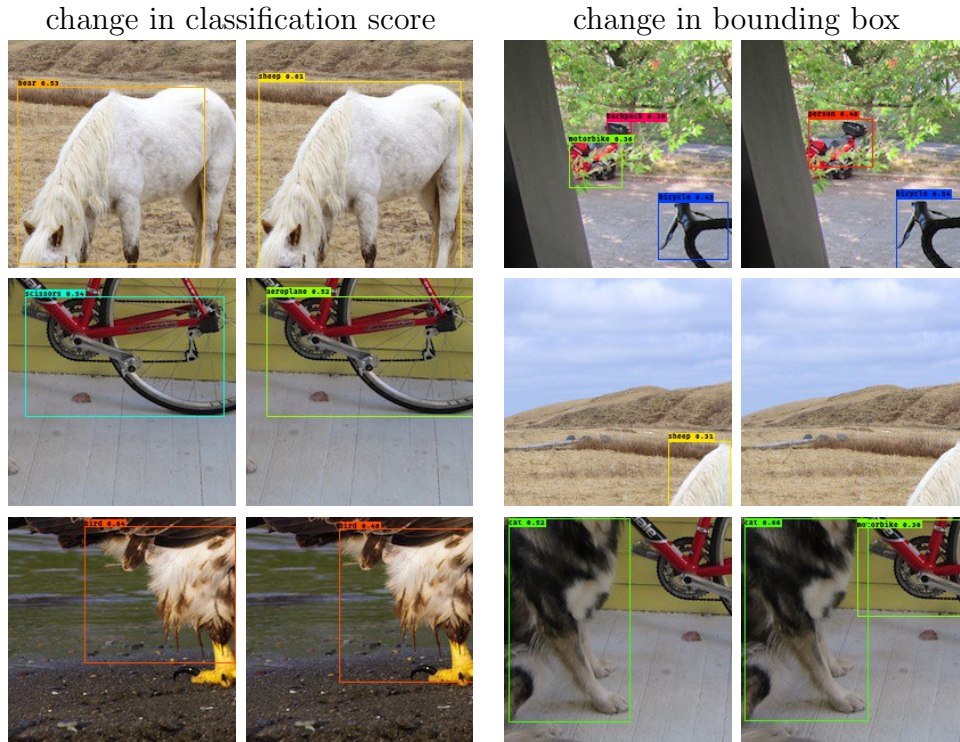 change in classification score
change in bounding box
bear 0.53
sheep 0.61
backpack 0.30
motorbike 0.36
bicycle 0.43
person 0.40
bicycle 0.54
scissors 0.54
aeroplane 0.52
sheep 0.31
bird 0.64
bird 0.46
cat 0.52
cat 0.66
motorbike 0.30